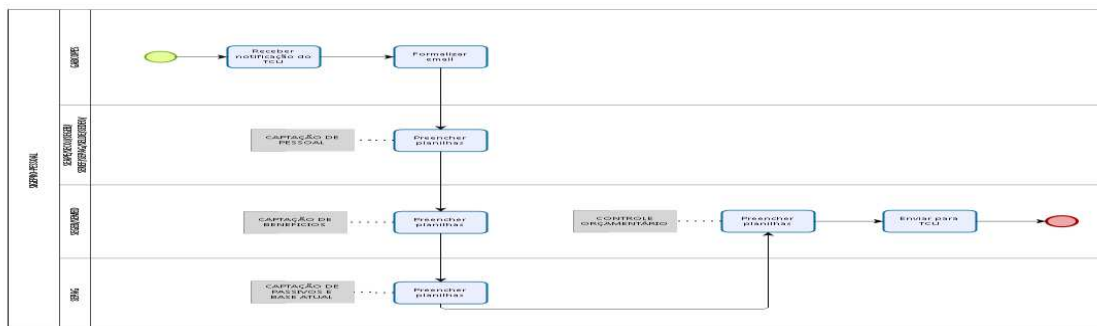 Receber
notificação do
TCU
Formalizar
email
CAPTAÇÃO DE
PESSOAL
Preencher
planilhas
CAPTAÇÃO DE
BENEFÍCIOS
Preencher
planilhas
CONTROLE
ORÇAMENTÁRIO
Preencher
planilhas
Enviar para
TCU
SEPAG
CAPTAÇÃO DE
PASSIVOS E
BASE ATUAL
Preencher
planilhas